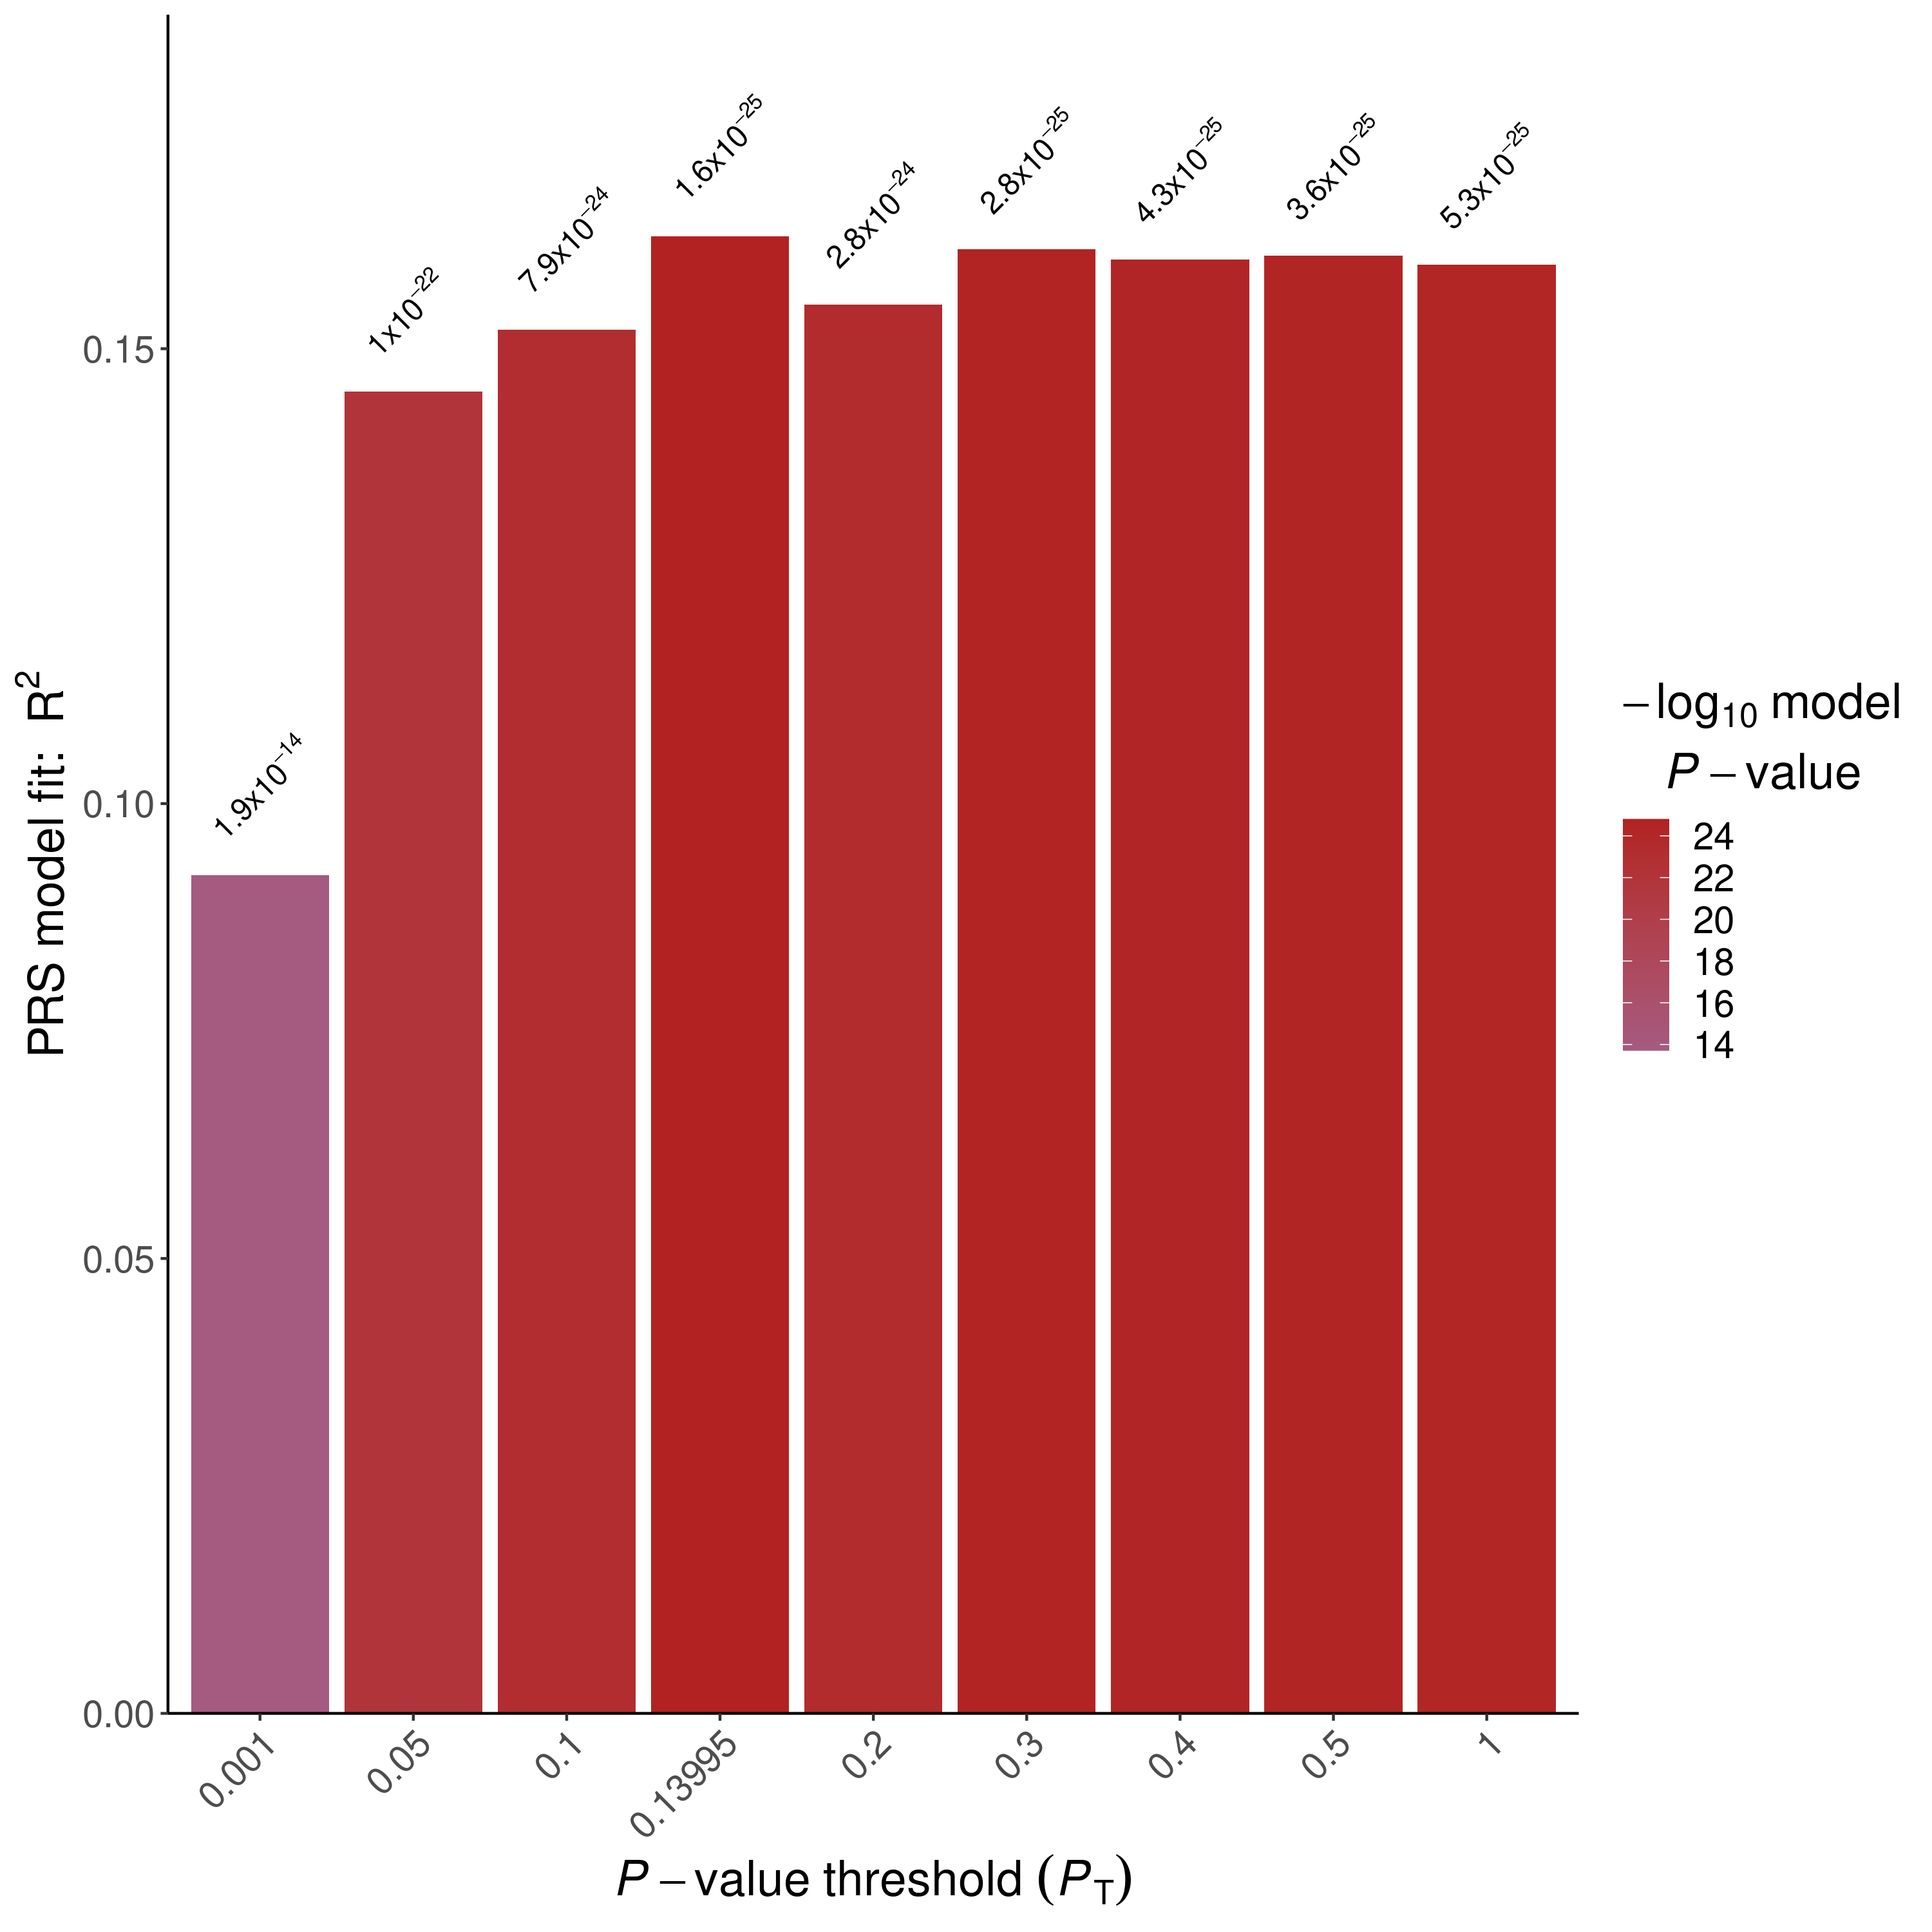 1.9x10⁻¹⁴
1x10⁻²²
7.9x10⁻²⁴
1.6x10⁻²⁵
2.8x10⁻²⁴
2.8x10⁻²⁵
4.3x10⁻²⁵
3.6x10⁻²⁵
5.3x10⁻²⁵
PRS model fit: R²
0.15
0.10
0.05
0.00
0.001
0.05
0.1
0.13995
0.2
0.3
0.4
0.5
1
P−value threshold (P_T)
−log₁₀ model
P−value
24
22
20
18
16
14